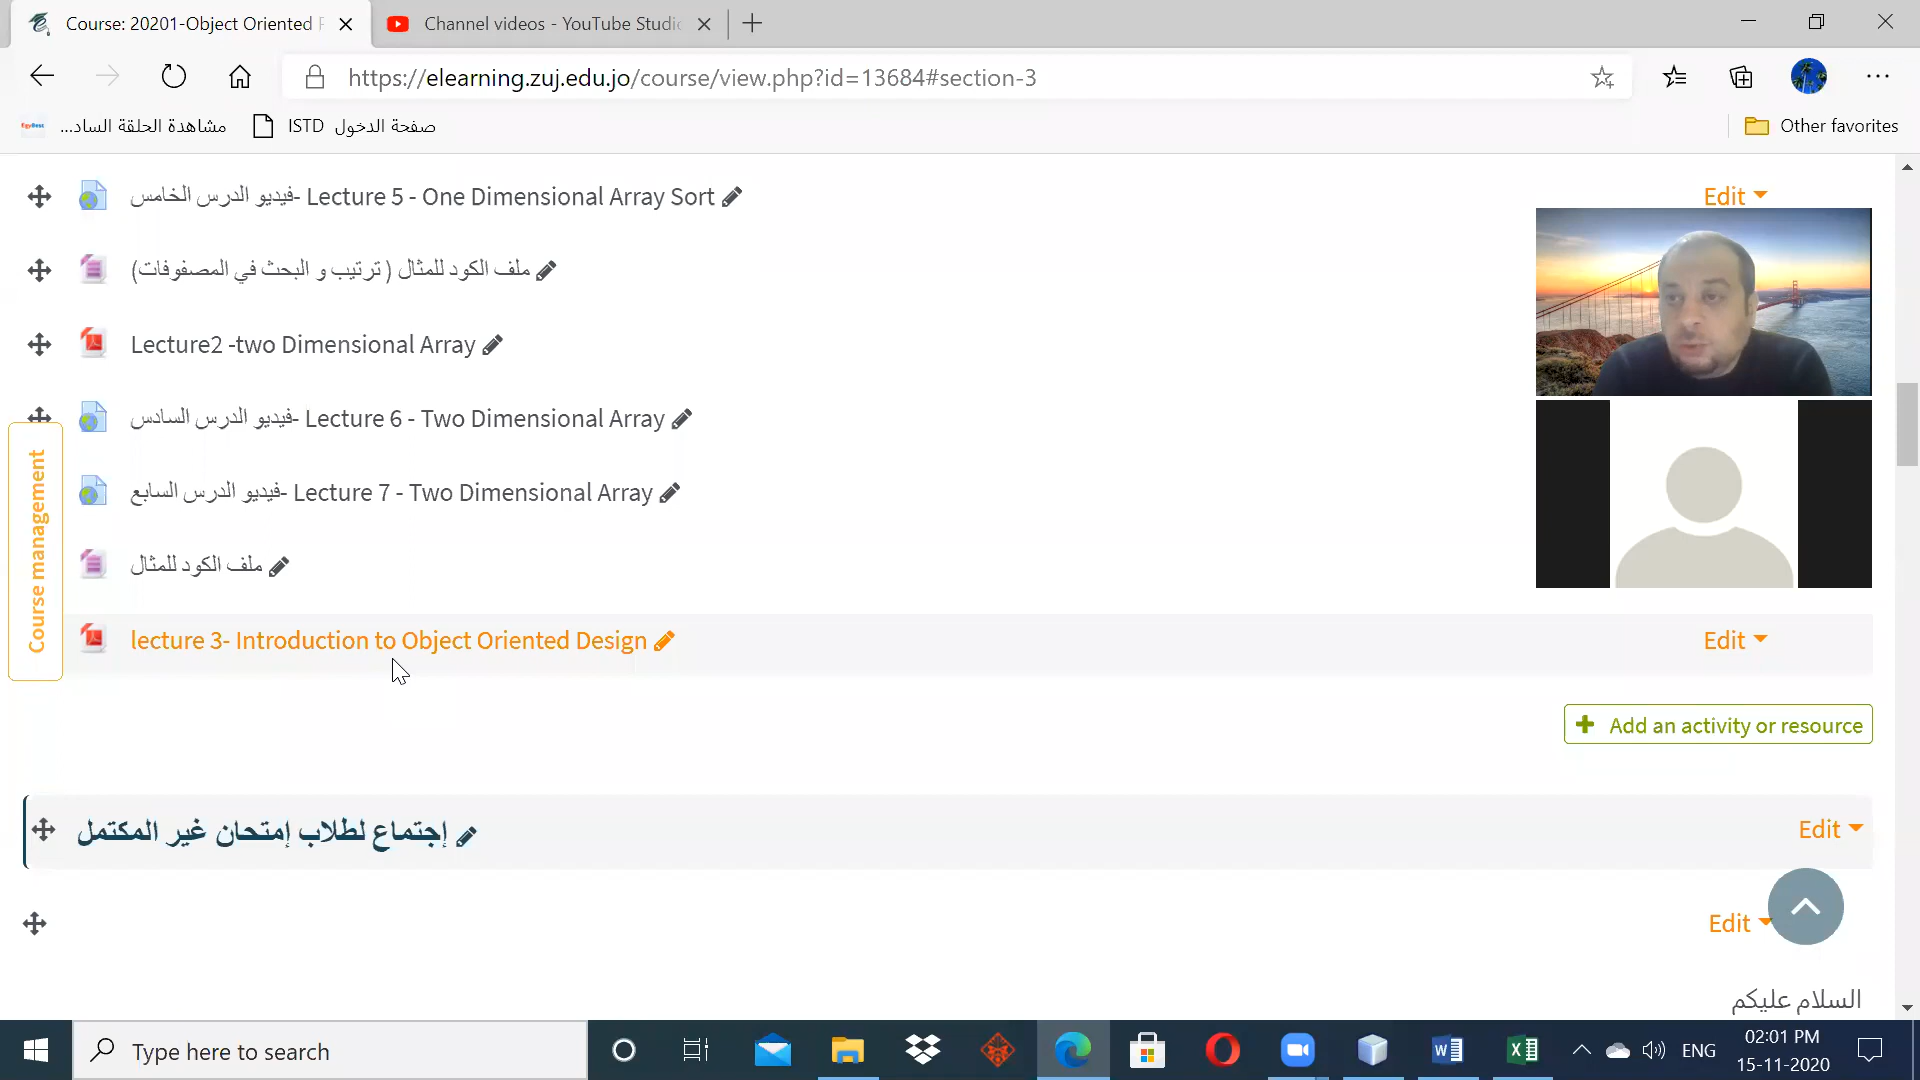 Course: 20201-Object Oriented P
Channel videos - YouTube Studio
https://elearning.zuj.edu.jo/course/view.php?id=13684#section-3
مشاهدة الحلقة الساد...
ISTD صفحة الدخول
Other favorites
فيديو الدرس الخامس- Lecture 5 - One Dimensional Array Sort
Edit
ملف الكود للمثال ( ترتيب و البحث في المصفوفات)
Lecture2 -two Dimensional Array
فيديو الدرس السادس- Lecture 6 - Two Dimensional Array
فيديو الدرس السابع- Lecture 7 - Two Dimensional Array
ملف الكود للمثال
Course management
lecture 3- Introduction to Object Oriented Design
Edit
Add an activity or resource
إجتماع لطلاب إمتحان غير المكتمل
Edit
Edit
السلام عليكم
Type here to search
ENG
02:01 PM
15-11-2020